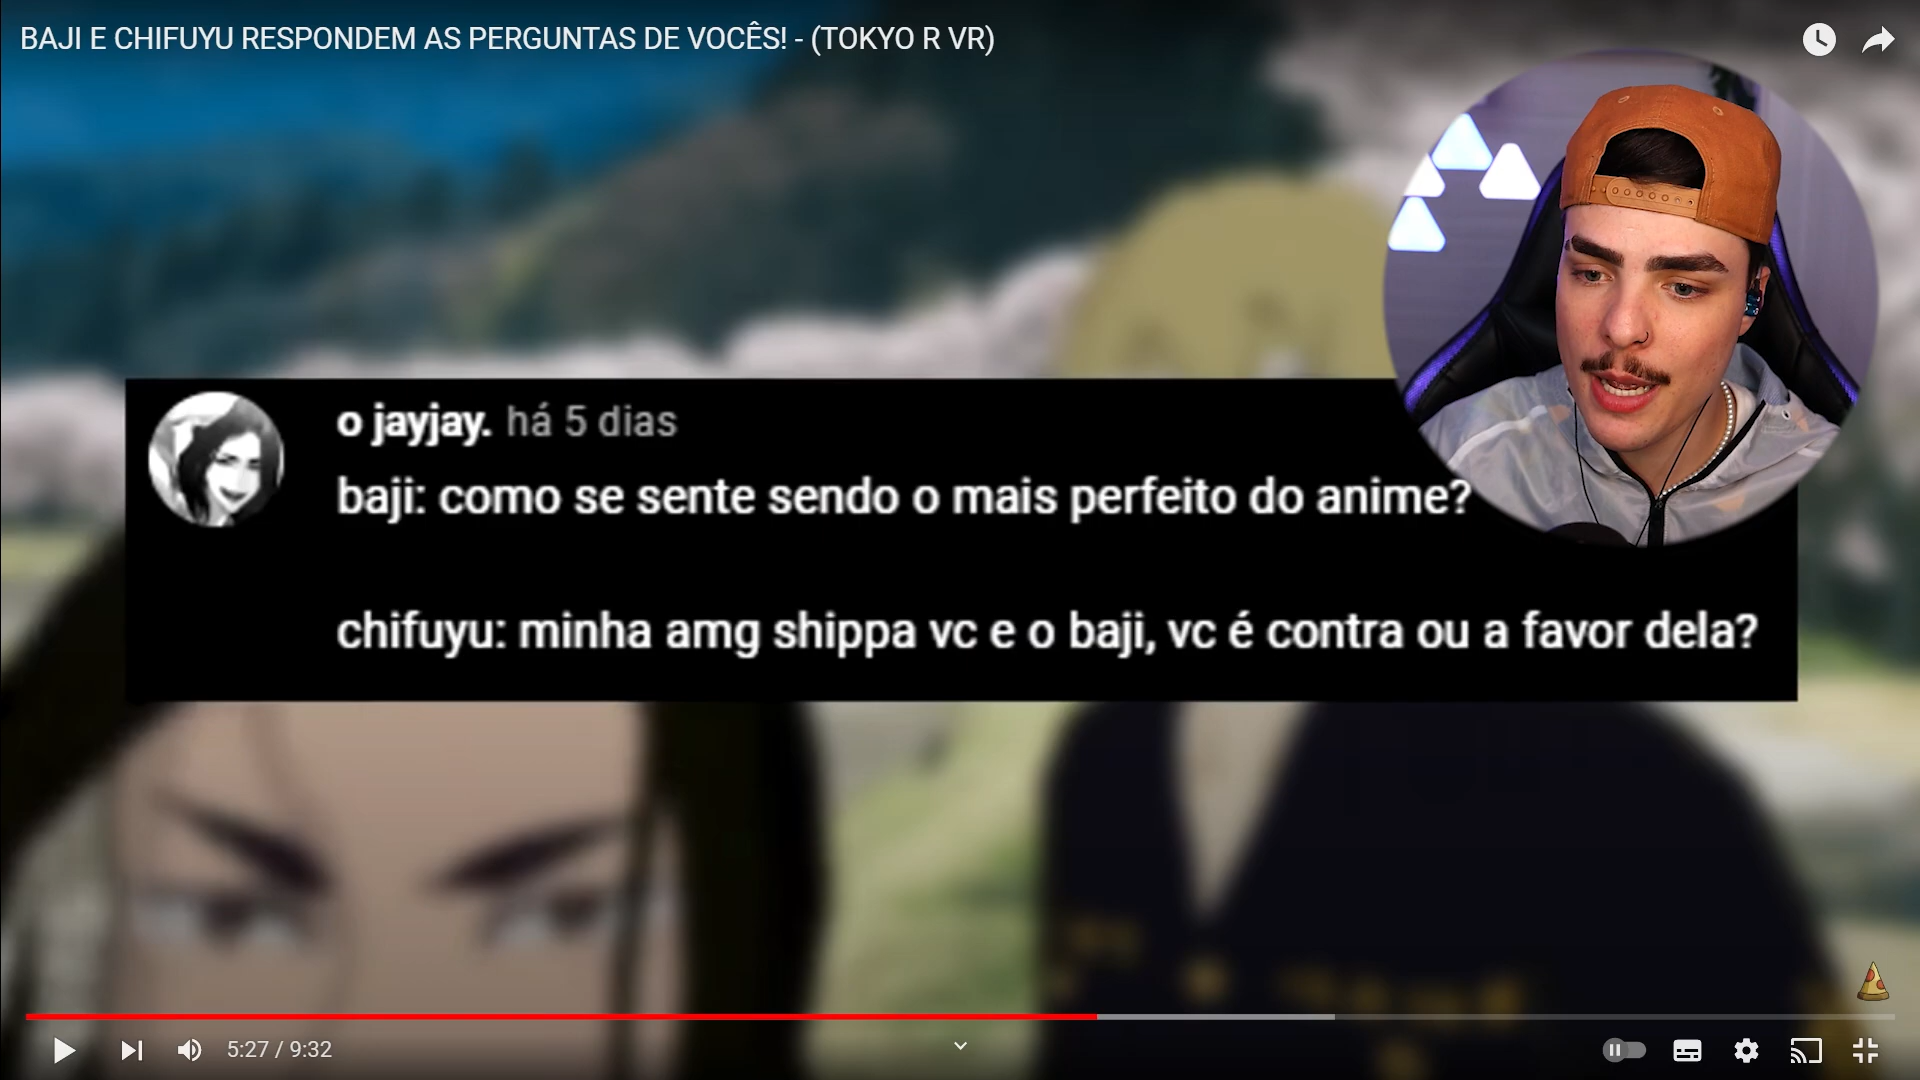 BAJI E CHIFUYU RESPONDEM AS PERGUNTAS DE VOCÊS! - (TOKYO R VR)
o jayjay. há 5 dias
baji: como se sente sendo o mais perfeito do anime?
chifuyu: minha amg shippa vc e o baji, vc é contra ou a favor dela?
5:27 / 9:32